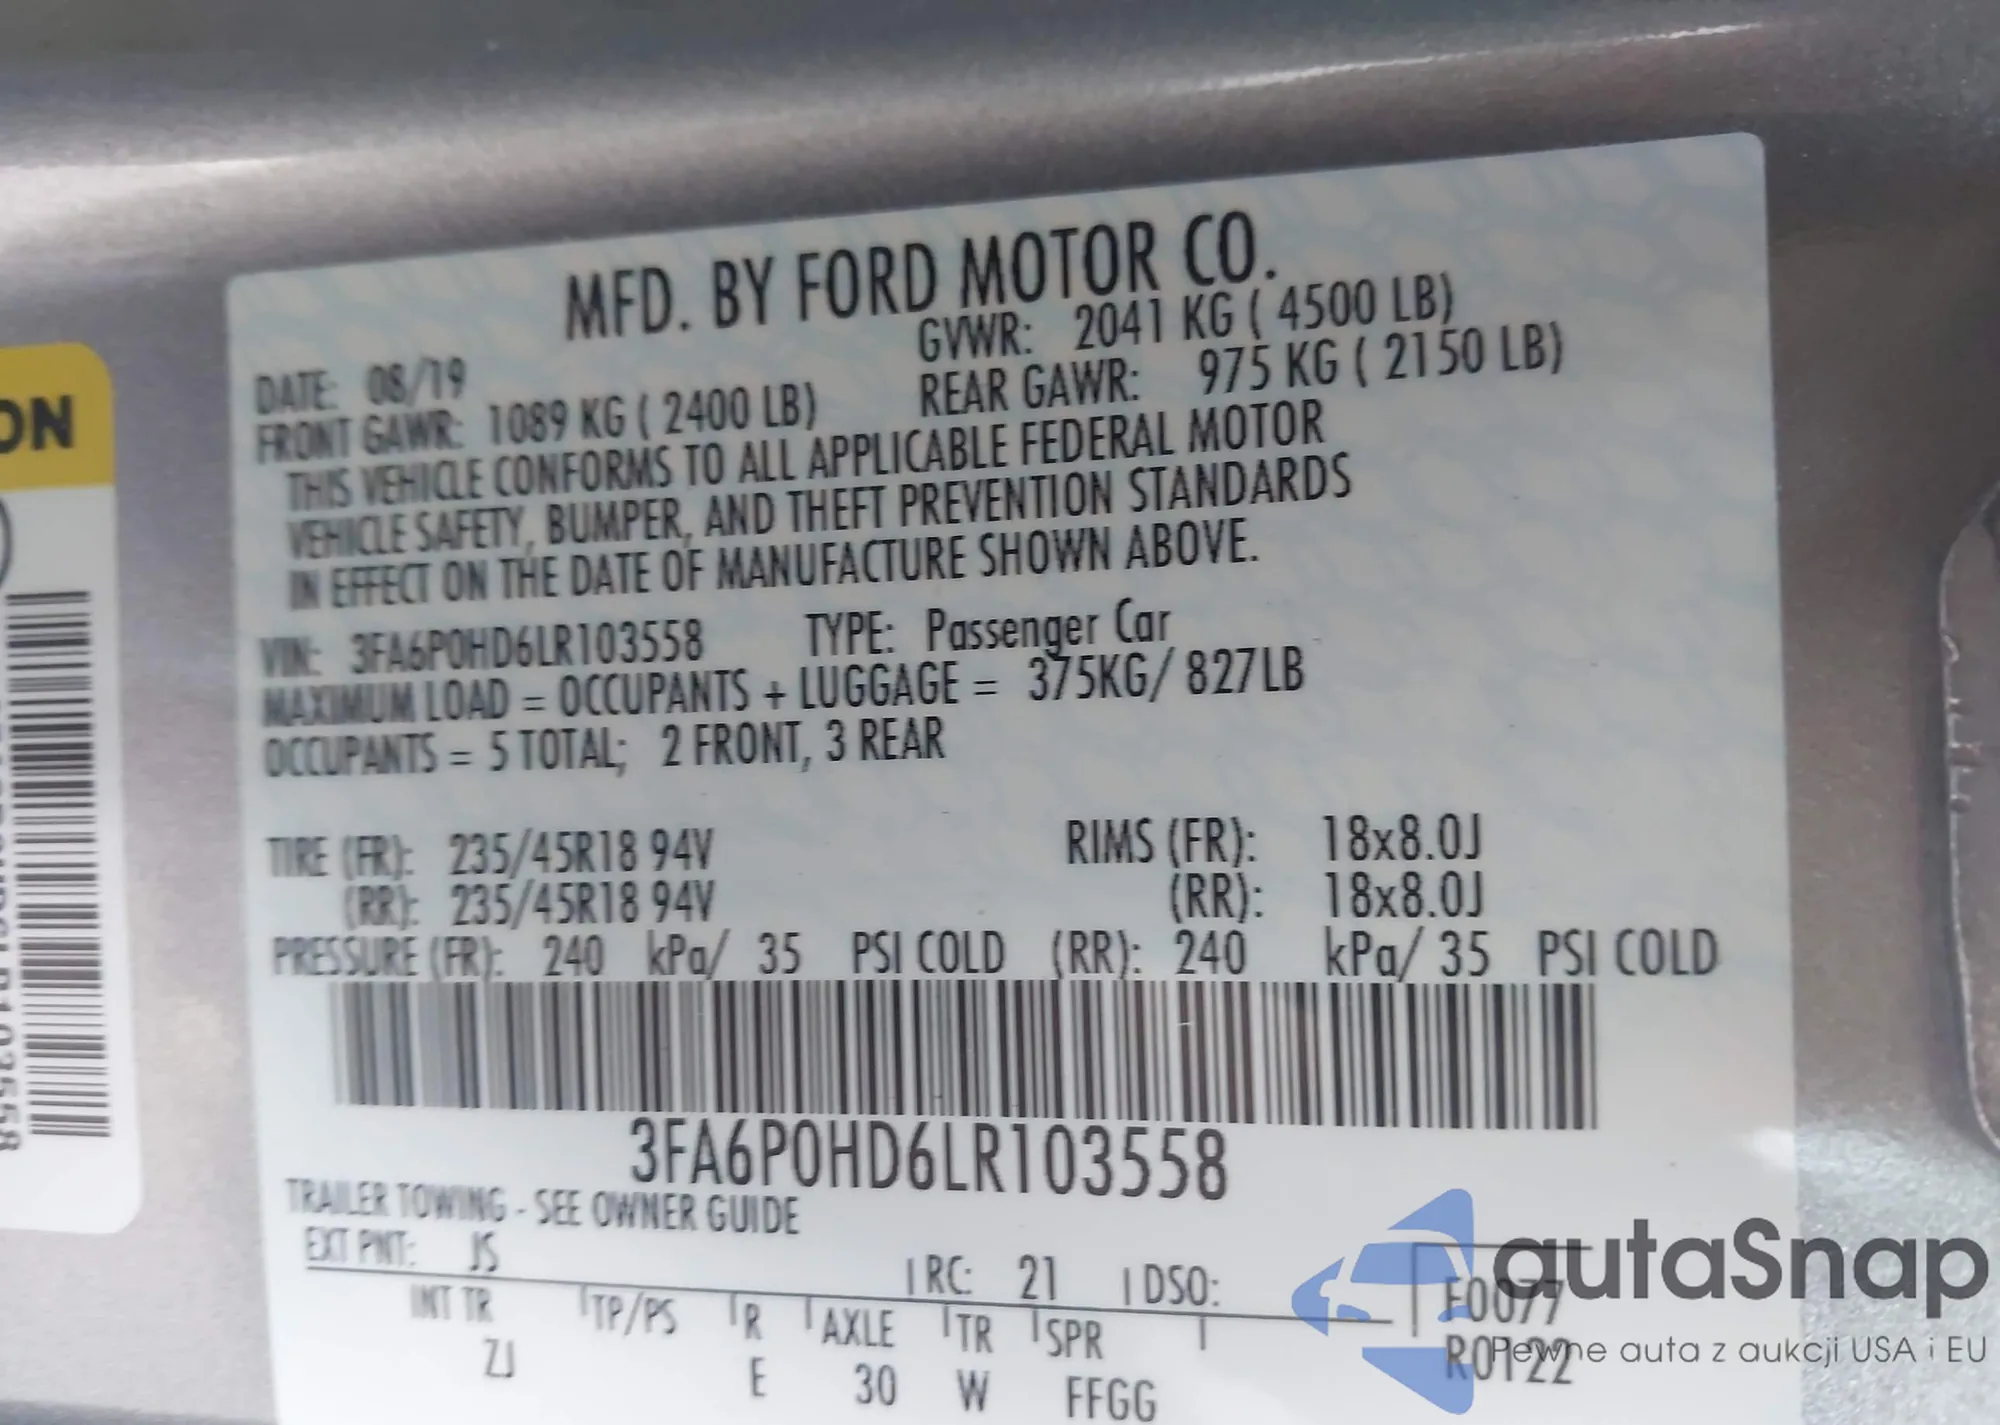 MFD. BY FORD MOTOR CO.
DATE: 08/19 GVWR: 2041 KG ( 4500 LB)
FRONT GAWR: 1089 KG ( 2400 LB) REAR GAWR: 975 KG ( 2150 LB)
THIS VEHICLE CONFORMS TO ALL APPLICABLE FEDERAL MOTOR
VEHICLE SAFETY, BUMPER, AND THEFT PREVENTION STANDARDS
IN EFFECT ON THE DATE OF MANUFACTURE SHOWN ABOVE.
VIN: 3FA6P0HD6LR103558 TYPE: Passenger Car
MAXIMUM LOAD = OCCUPANTS + LUGGAGE = 375KG/ 827LB
OCCUPANTS = 5 TOTAL; 2 FRONT, 3 REAR
TIRE (FR): 235/45R18 94V RIMS (FR): 18x8.0J
(RR): 235/45R18 94V (RR): 18x8.0J
PRESSURE (FR): 240 kPa/ 35 PSI COLD (RR): 240 kPa/ 35 PSI COLD
3FA6P0HD6LR103558
TRAILER TOWING - SEE OWNER GUIDE
EXT PNT: JS RC: 21 DSO:
INT TR TP/PS R AXLE TR SPR F0077
ZJ E 30 W FFGG R0122
ON
autaSnap
Pewne auta z aukcji USA i EU